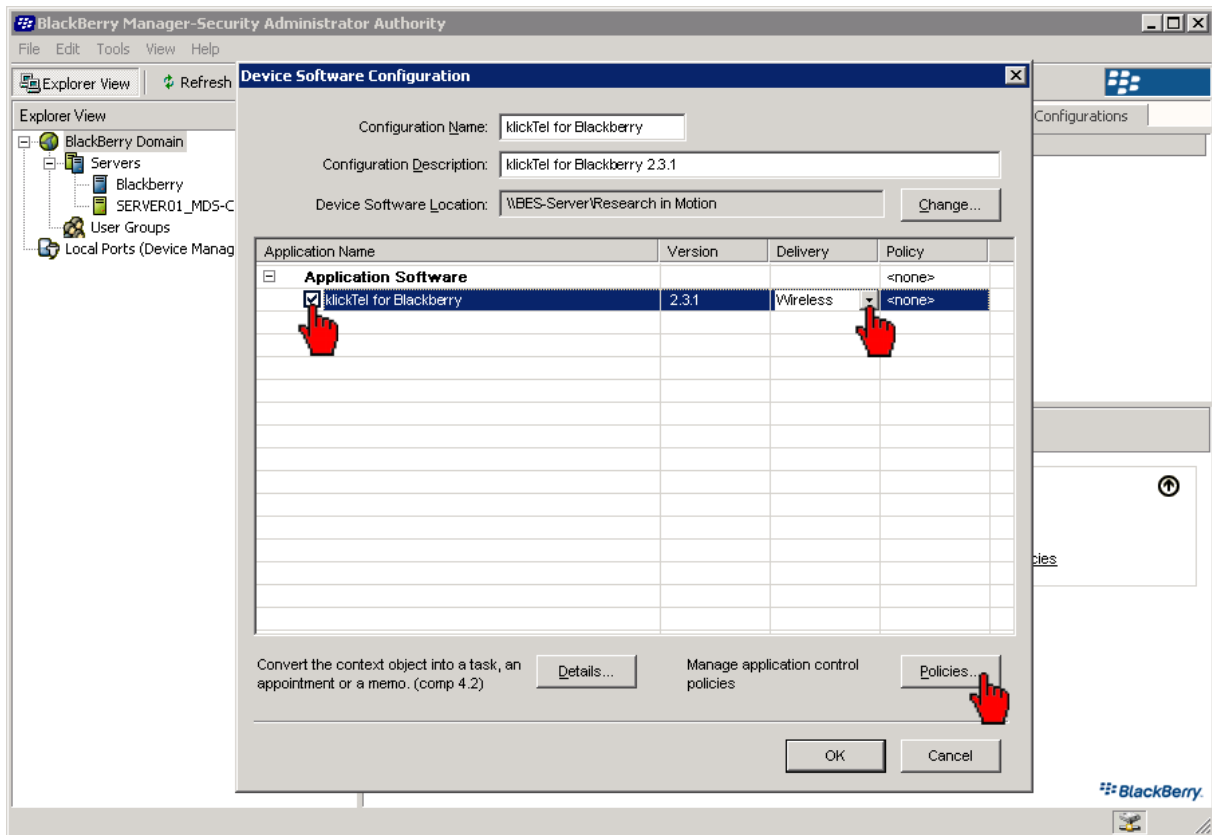 BlackBerry Manager-Security Administrator Authority
File Edit Tools View Help
Explorer View Refresh
Device Software Configuration
Explorer View
Configurations
BlackBerry Domain
Servers
Blackberry
SERVER01_MDS-C
User Groups
Local Ports (Device Manag
Configuration Name: klickTel for Blackberry
Configuration Description: klickTel for Blackberry 2.3.1
Device Software Location: \\BES-Server\Research in Motion Change...
Application Name Version Delivery Policy
Application Software <none>
klickTel for Blackberry 2.3.1 Wireless <none>
cies
Convert the context object into a task, an
appointment or a memo. (comp 4.2)
Details...
Manage application control
policies
Policies...
OK Cancel
BlackBerry.